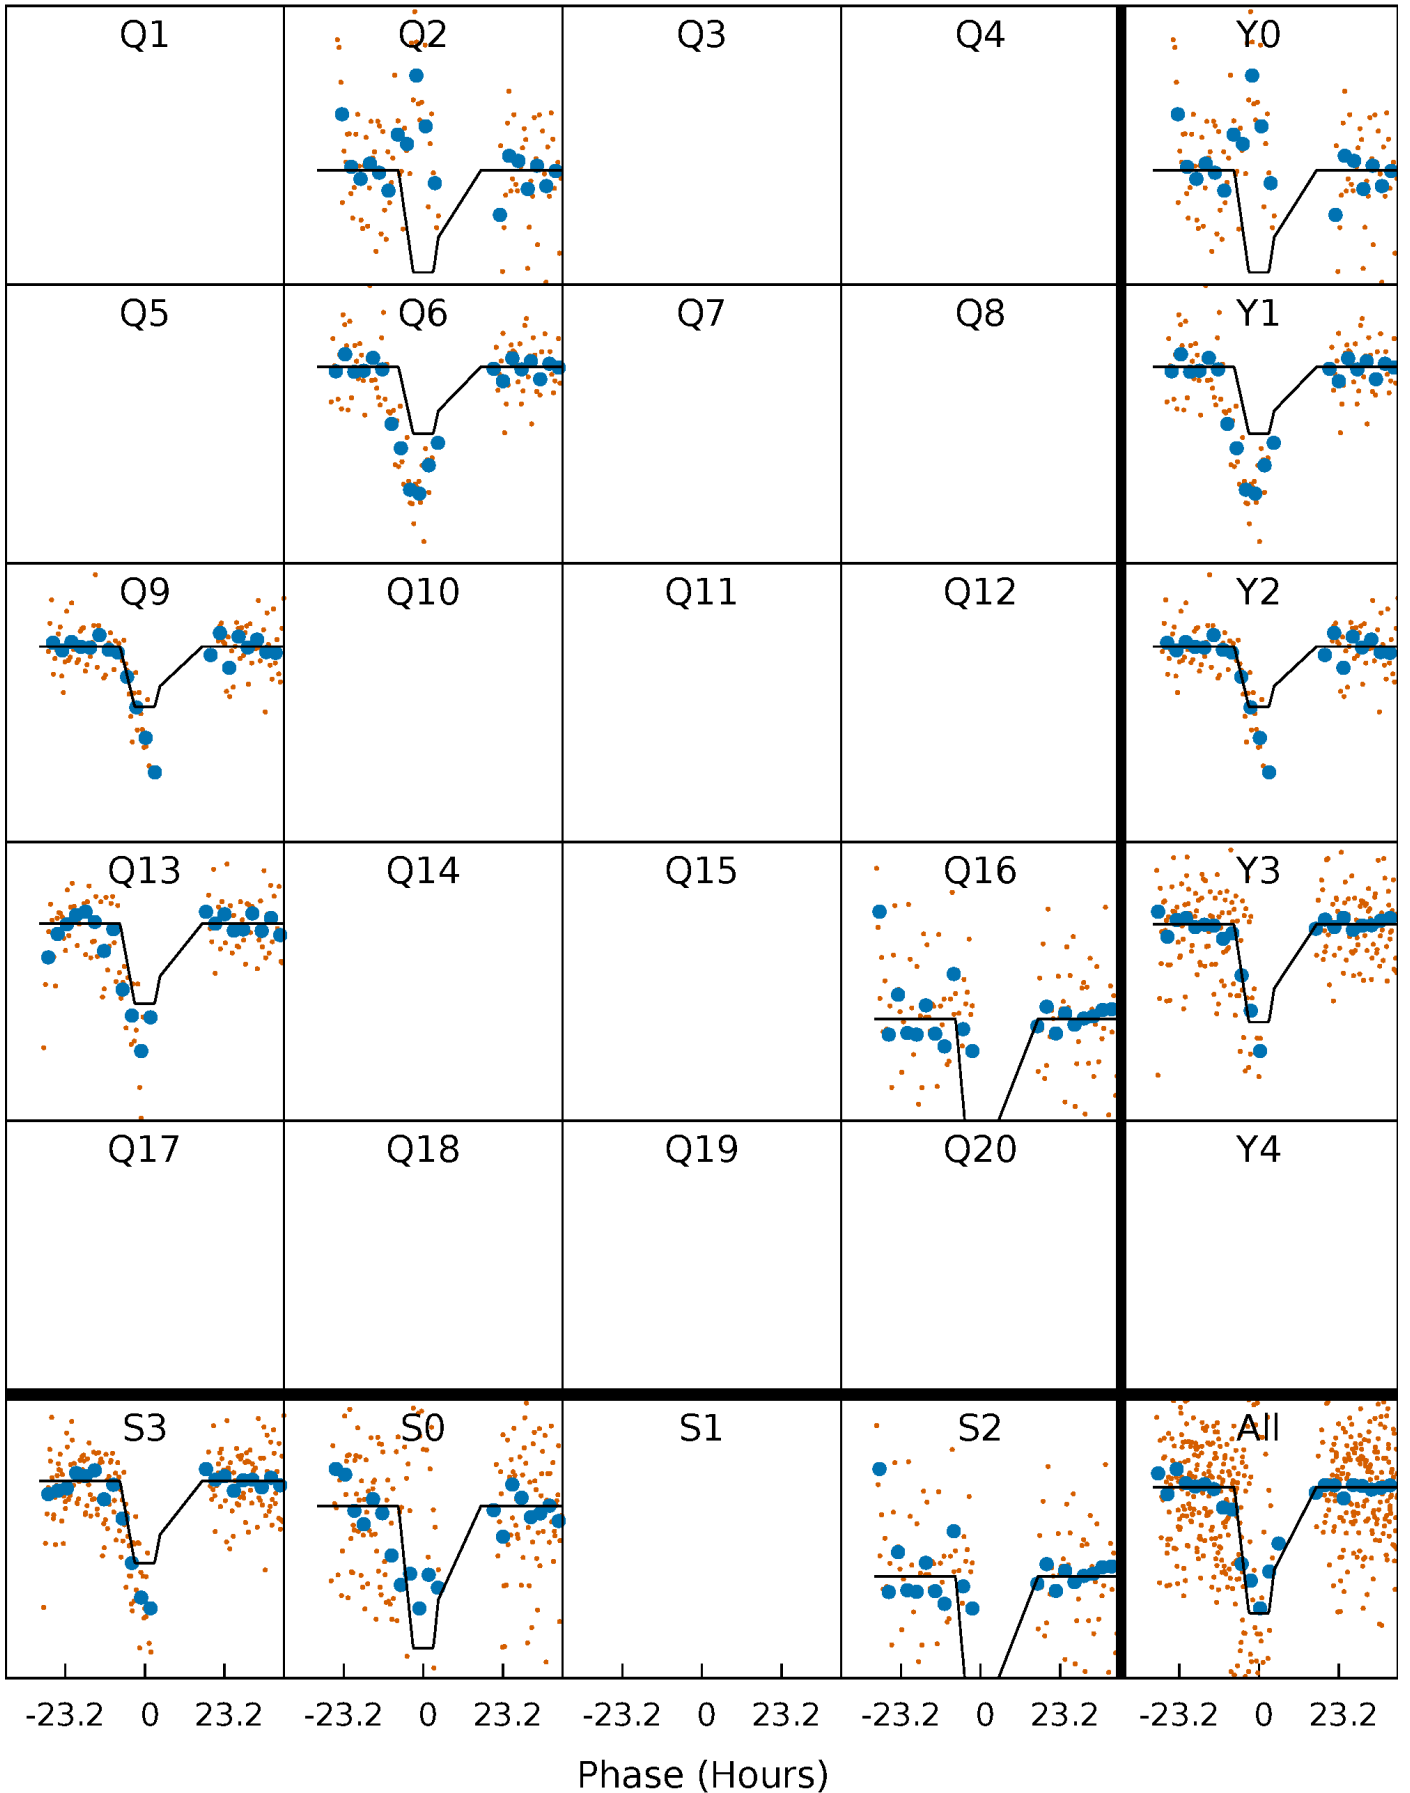 Q1 Q2 Q3 Q4 Y0
Q5 Q6 Q7 Q8 Y1
Q9 Q10 Q11 Q12 Y2
Q13 Q14 Q15 Q16 Y3
Q17 Q18 Q19 Q20 Y4
S3 S0 S1 S2 All
-23.2 0 23.2 -23.2 0 23.2 -23.2 0 23.2 -23.2 0 23.2 -23.2 0 23.2
Phase (Hours)